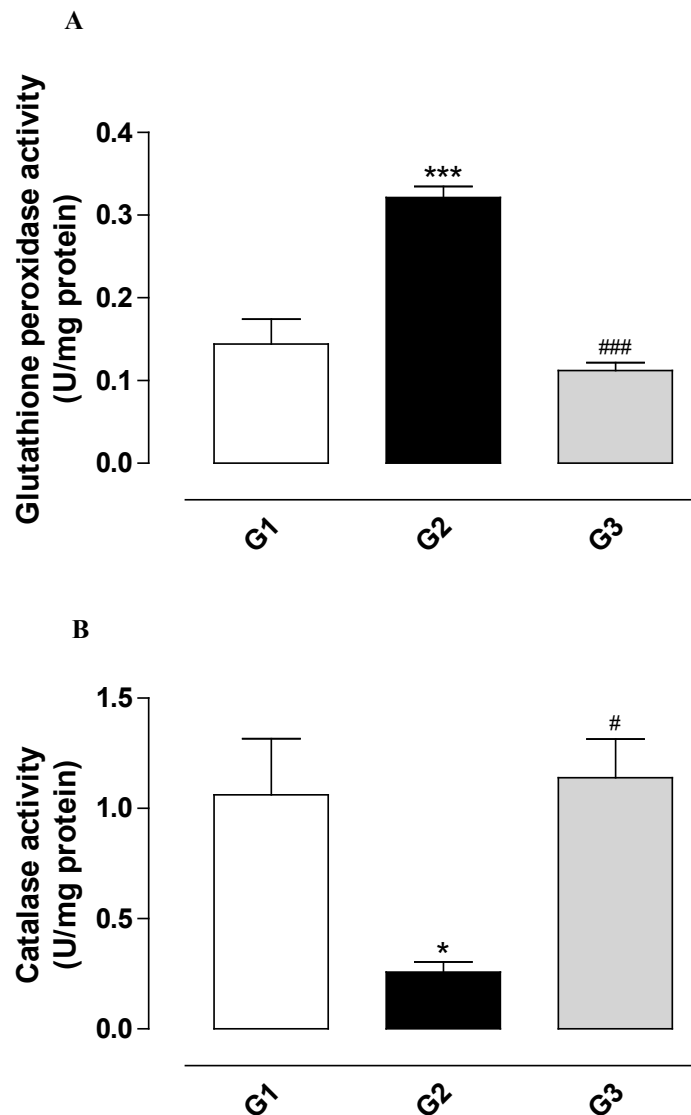 A
Glutathione peroxidase activity
(U/mg protein)
0.4
0.3
0.2
0.1
0.0
***
###
G1
G2
G3
B
Catalase activity
(U/mg protein)
1.5
1.0
0.5
0.0
*
#
G1
G2
G3